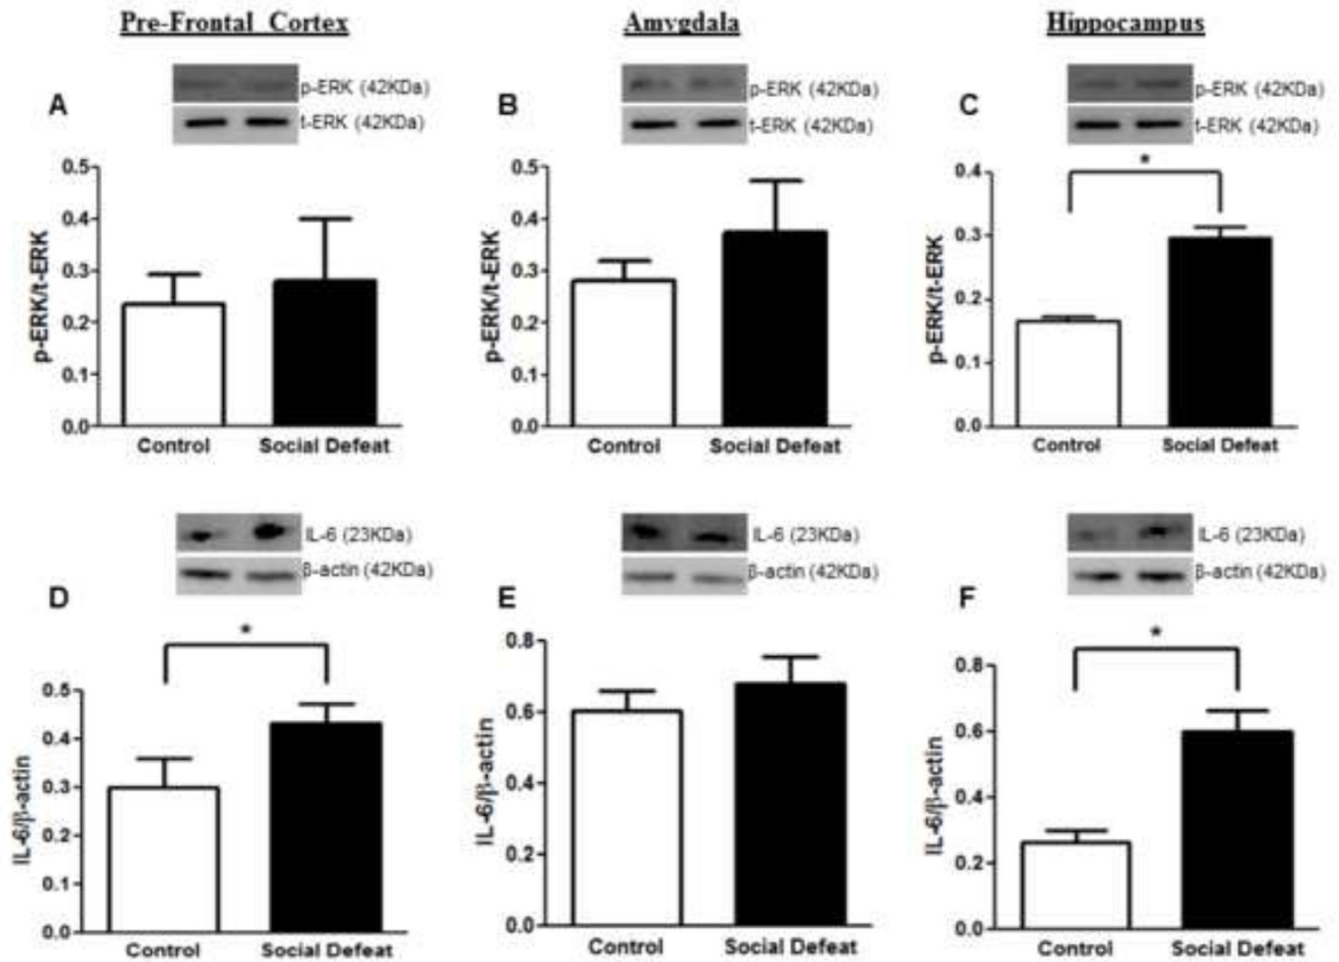 Pre-Frontal Cortex
Amygdala
Hippocampus
A
p-ERK (42KDa)
t-ERK (42KDa)
B
p-ERK (42KDa)
t-ERK (42KDa)
C
p-ERK (42KDa)
t-ERK (42KDa)
p-ERK/t-ERK
0.5
0.4
0.3
0.2
0.1
0.0
Control Social Defeat
p-ERK/t-ERK
0.5
0.4
0.3
0.2
0.1
0.0
Control Social Defeat
*
p-ERK/t-ERK
0.4
0.3
0.2
0.1
0.0
Control Social Defeat
D
IL-6 (23KDa)
β-actin (42KDa)
E
IL-6 (23KDa)
β-actin (42KDa)
F
IL-6 (23KDa)
β-actin (42KDa)
*
IL-6/β-actin
0.5
0.4
0.3
0.2
0.1
0.0
Control Social Defeat
IL-6/β-actin
0.8
0.6
0.4
0.2
0.0
Control Social Defeat
*
IL-6/β-actin
0.8
0.6
0.4
0.2
0.0
Control Social Defeat